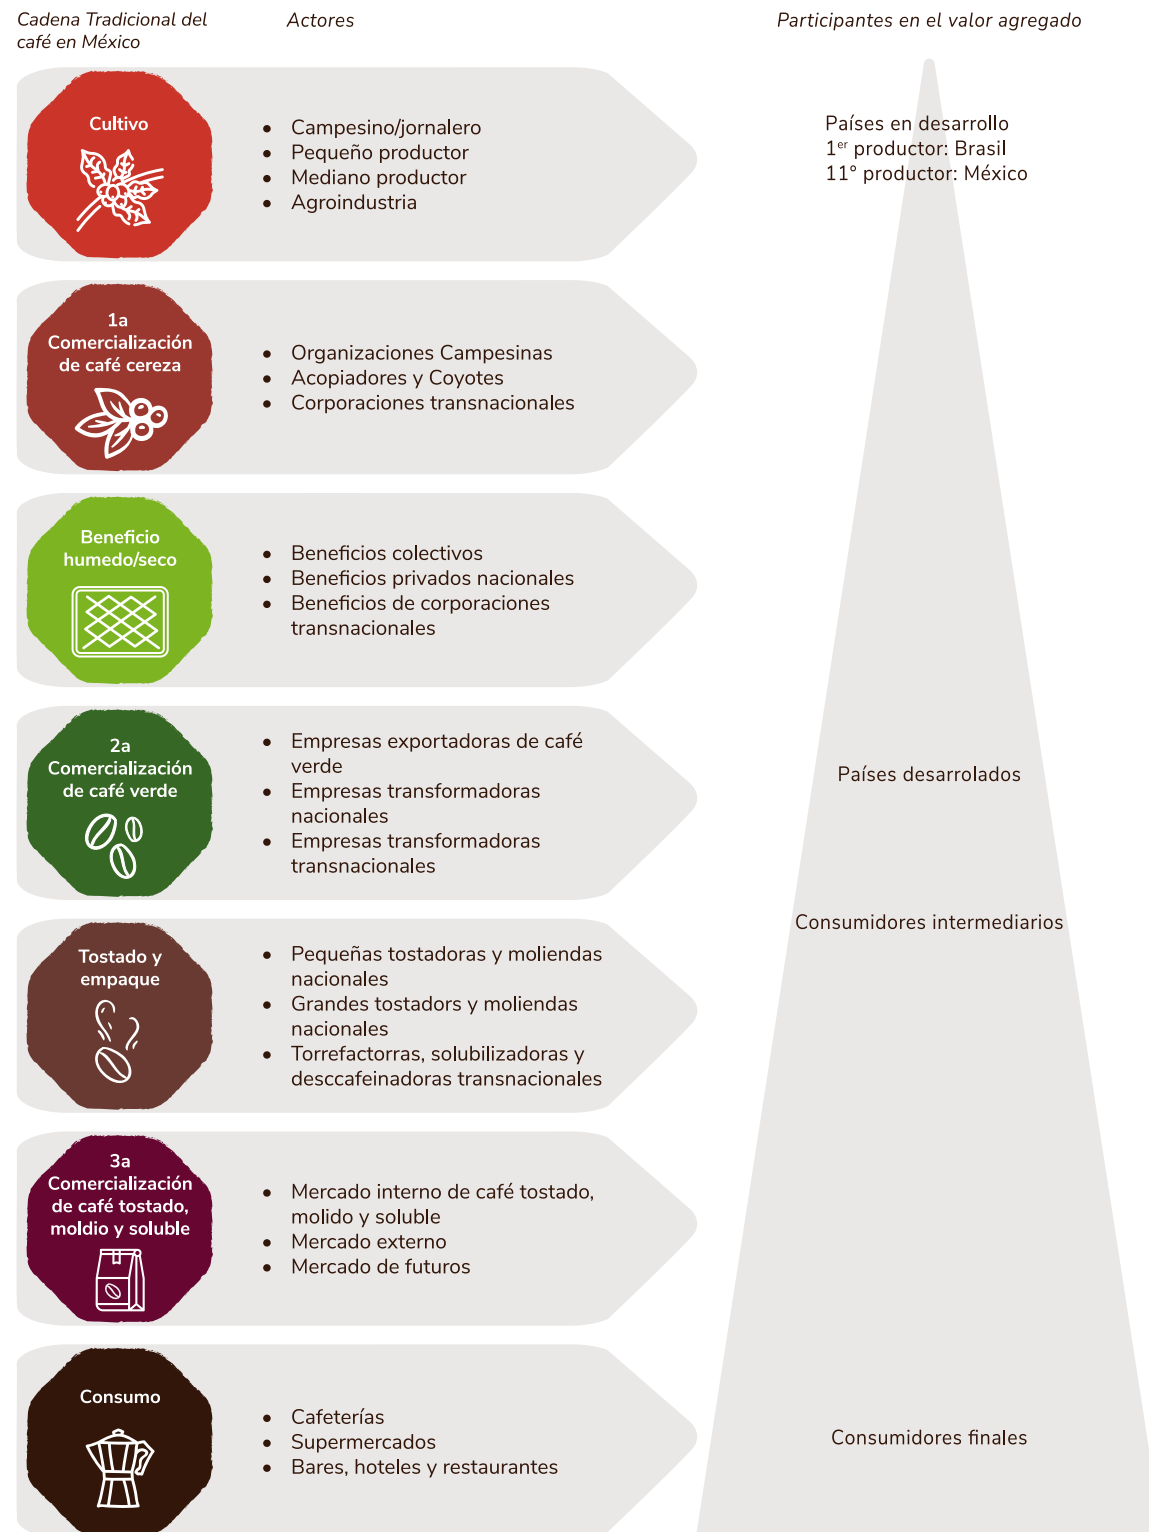 Cadena Tradicional del
café en México
Actores
Participantes en el valor agregado
Cultivo
• Campesino/jornalero
• Pequeño productor
• Mediano productor
• Agroindustria
Países en desarrollo
1er productor: Brasil
11° productor: México
1a
Comercialización
de café cereza
• Organizaciones Campesinas
• Acopiadores y Coyotes
• Corporaciones transnacionales
Beneficio
humedo/seco
• Beneficios colectivos
• Beneficios privados nacionales
• Beneficios de corporaciones
transnacionales
2a
Comercialización
de café verde
• Empresas exportadoras de café
verde
• Empresas transformadoras
nacionales
• Empresas transformadoras
transnacionales
Países desarrolados
Consumidores intermediarios
Tostado y
empaque
• Pequeñas tostadoras y moliendas
nacionales
• Grandes tostadors y moliendas
nacionales
• Torrefactorras, solubilizadoras y
desccafeinadoras transnacionales
3a
Comercialización
de café tostado,
moldio y soluble
• Mercado interno de café tostado,
molido y soluble
• Mercado externo
• Mercado de futuros
Consumo
• Cafeterías
• Supermercados
• Bares, hoteles y restaurantes
Consumidores finales